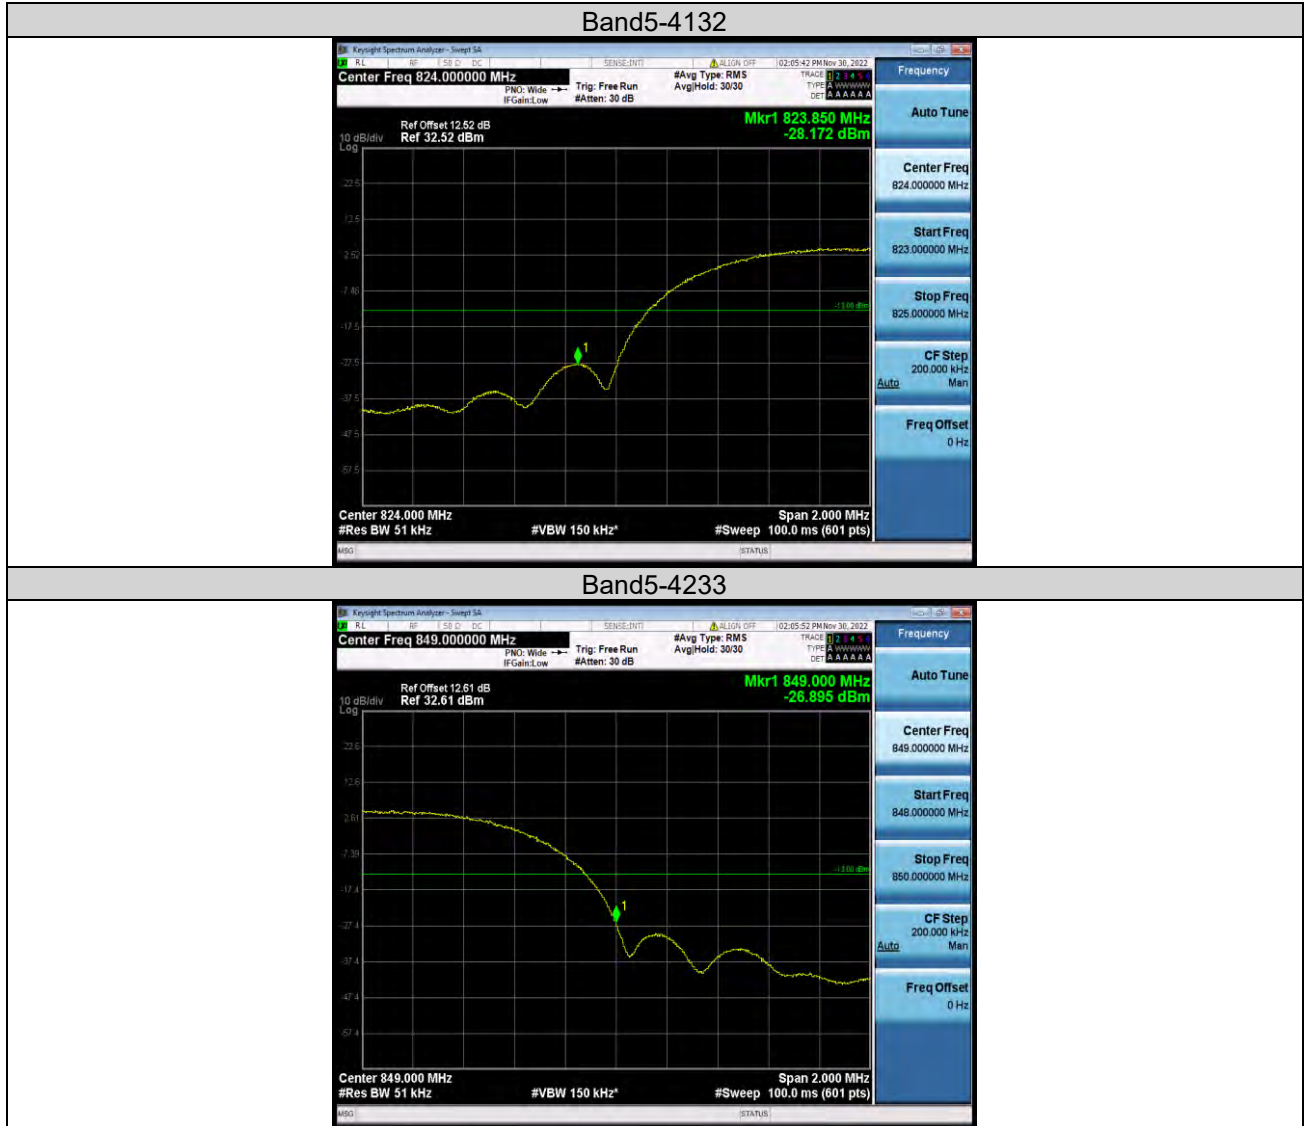 Band5-4132
Keysight Spectrum Analyzer - Swept SA
RL RF 50 Ω DC SENSE:INT ALIGN OFF 02:05:42 PM Nov 30, 2022
Center Freq 824.000000 MHz
PNO: Wide
IFGain:Low
Trig: Free Run
#Atten: 30 dB
#Avg Type: RMS
Avg|Hold: 30/30
TRACE 1 2 3 4 5 6
TYPE A WWWWW
DET A A A A A A
Frequency
Mkr1 823.850 MHz
-28.172 dBm
Ref Offset 12.52 dB
10 dB/div Ref 32.52 dBm
Log
22.5
12.5
2.52
-7.48
-13.00 dBm
-17.5
-27.5
-37.5
-47.5
-57.5
1
Center 824.000 MHz Span 2.000 MHz
#Res BW 51 kHz #VBW 150 kHz* #Sweep 100.0 ms (601 pts)
Auto Tune
Center Freq
824.000000 MHz
Start Freq
823.000000 MHz
Stop Freq
825.000000 MHz
CF Step
200.000 kHz
Auto Man
Freq Offset
0 Hz
MSG STATUS
Band5-4233
Keysight Spectrum Analyzer - Swept SA
RL RF 50 Ω DC SENSE:INT ALIGN OFF 02:05:52 PM Nov 30, 2022
Center Freq 849.000000 MHz
PNO: Wide
IFGain:Low
Trig: Free Run
#Atten: 30 dB
#Avg Type: RMS
Avg|Hold: 30/30
TRACE 1 2 3 4 5 6
TYPE A WWWWW
DET A A A A A A
Frequency
Mkr1 849.000 MHz
-26.895 dBm
Ref Offset 12.61 dB
10 dB/div Ref 32.61 dBm
Log
22.6
12.6
2.61
-7.39
-13.00 dBm
-17.4
-27.4
-37.4
-47.4
-57.4
1
Center 849.000 MHz Span 2.000 MHz
#Res BW 51 kHz #VBW 150 kHz* #Sweep 100.0 ms (601 pts)
Auto Tune
Center Freq
849.000000 MHz
Start Freq
848.000000 MHz
Stop Freq
850.000000 MHz
CF Step
200.000 kHz
Auto Man
Freq Offset
0 Hz
MSG STATUS